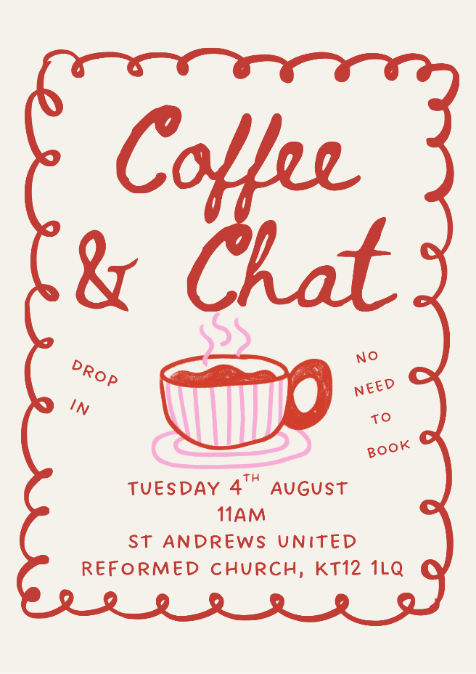 Coffee
& Chat
DROP
IN
NO
NEED
TO
BOOK
TUESDAY 4TH AUGUST
11AM
ST ANDREWS UNITED
REFORMED CHURCH, KT12 1LQ